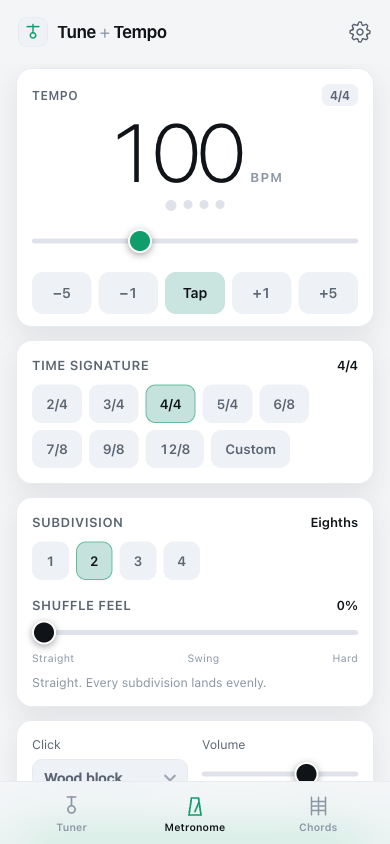 Tune + Tempo
TEMPO
4/4
100 BPM
−5 −1 Tap +1 +5
TIME SIGNATURE 4/4
2/4 3/4 4/4 5/4 6/8
7/8 9/8 12/8 Custom
SUBDIVISION Eighths
1 2 3 4
SHUFFLE FEEL 0%
Straight Swing Hard
Straight. Every subdivision lands evenly.
Click Volume
Wood block
Tuner Metronome Chords